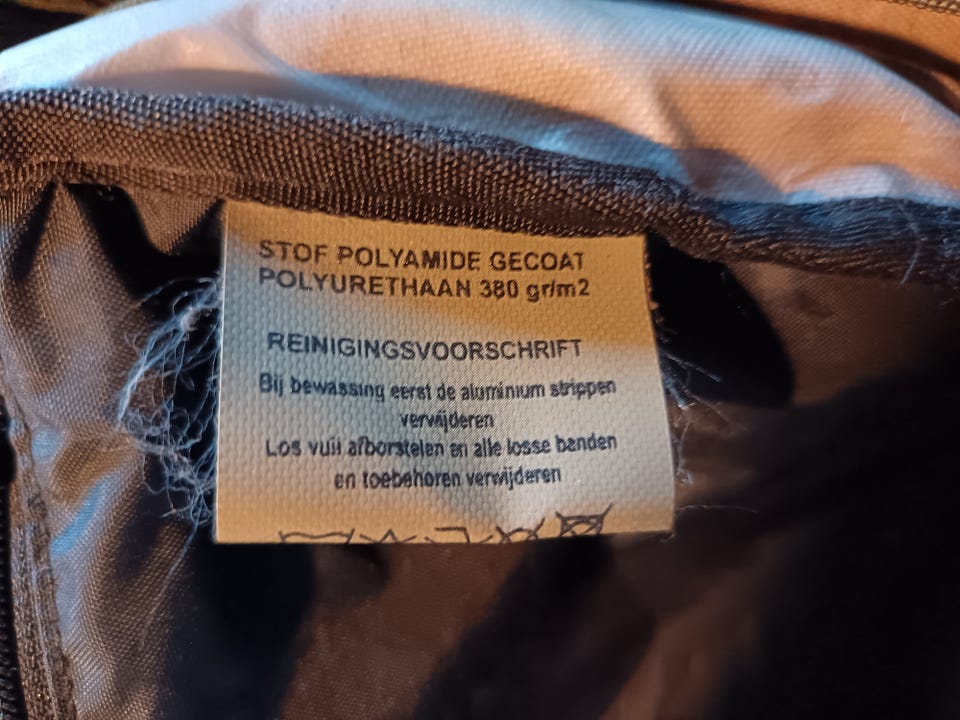 STOF POLYAMIDE GECOAT
POLYURETHAAN 380 gr/m2
REINIGINGSVOORSCHRIFT
Bij bewassing eerst de aluminium strippen
verwijderen
Los vuil afborstelen en alle losse banden
en toebehoren verwijderen